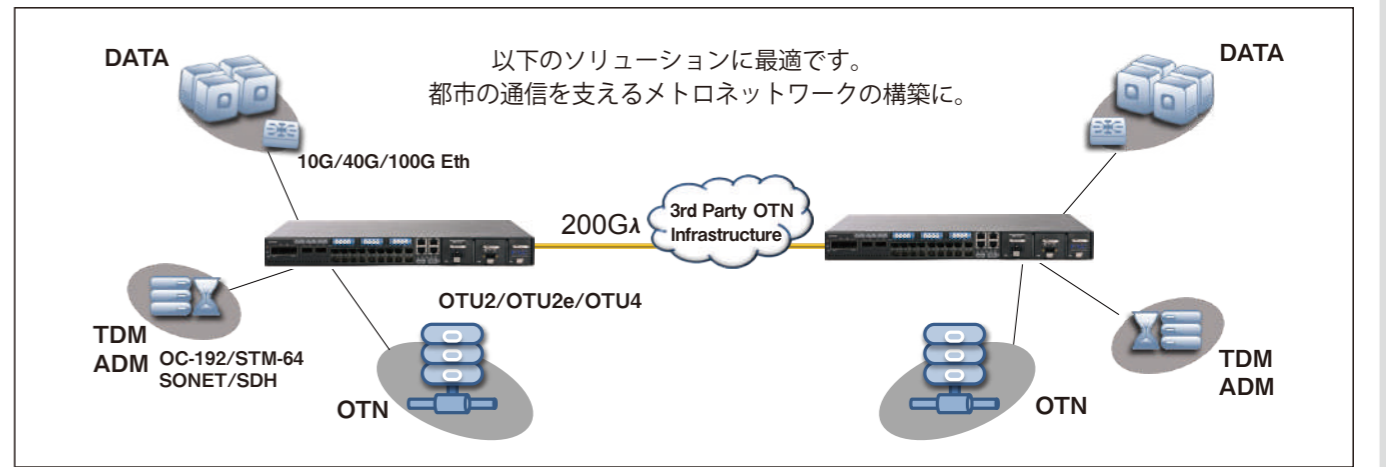 DATA
以下のソリューションに最適です。
都市の通信を支えるメトロネットワークの構築に。
DATA
10G/40G/100G Eth
200Gλ
3rd Party OTN
Infrastructure
OTU2/OTU2e/OTU4
TDM
ADM
OC-192/STM-64
SONET/SDH
OTN
OTN
TDM
ADM